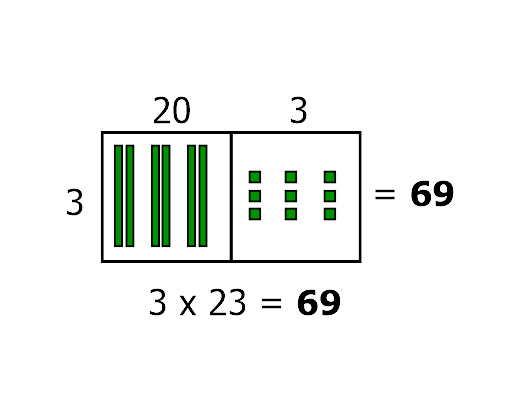 20 3
3 = 69
3 x 23 = 69